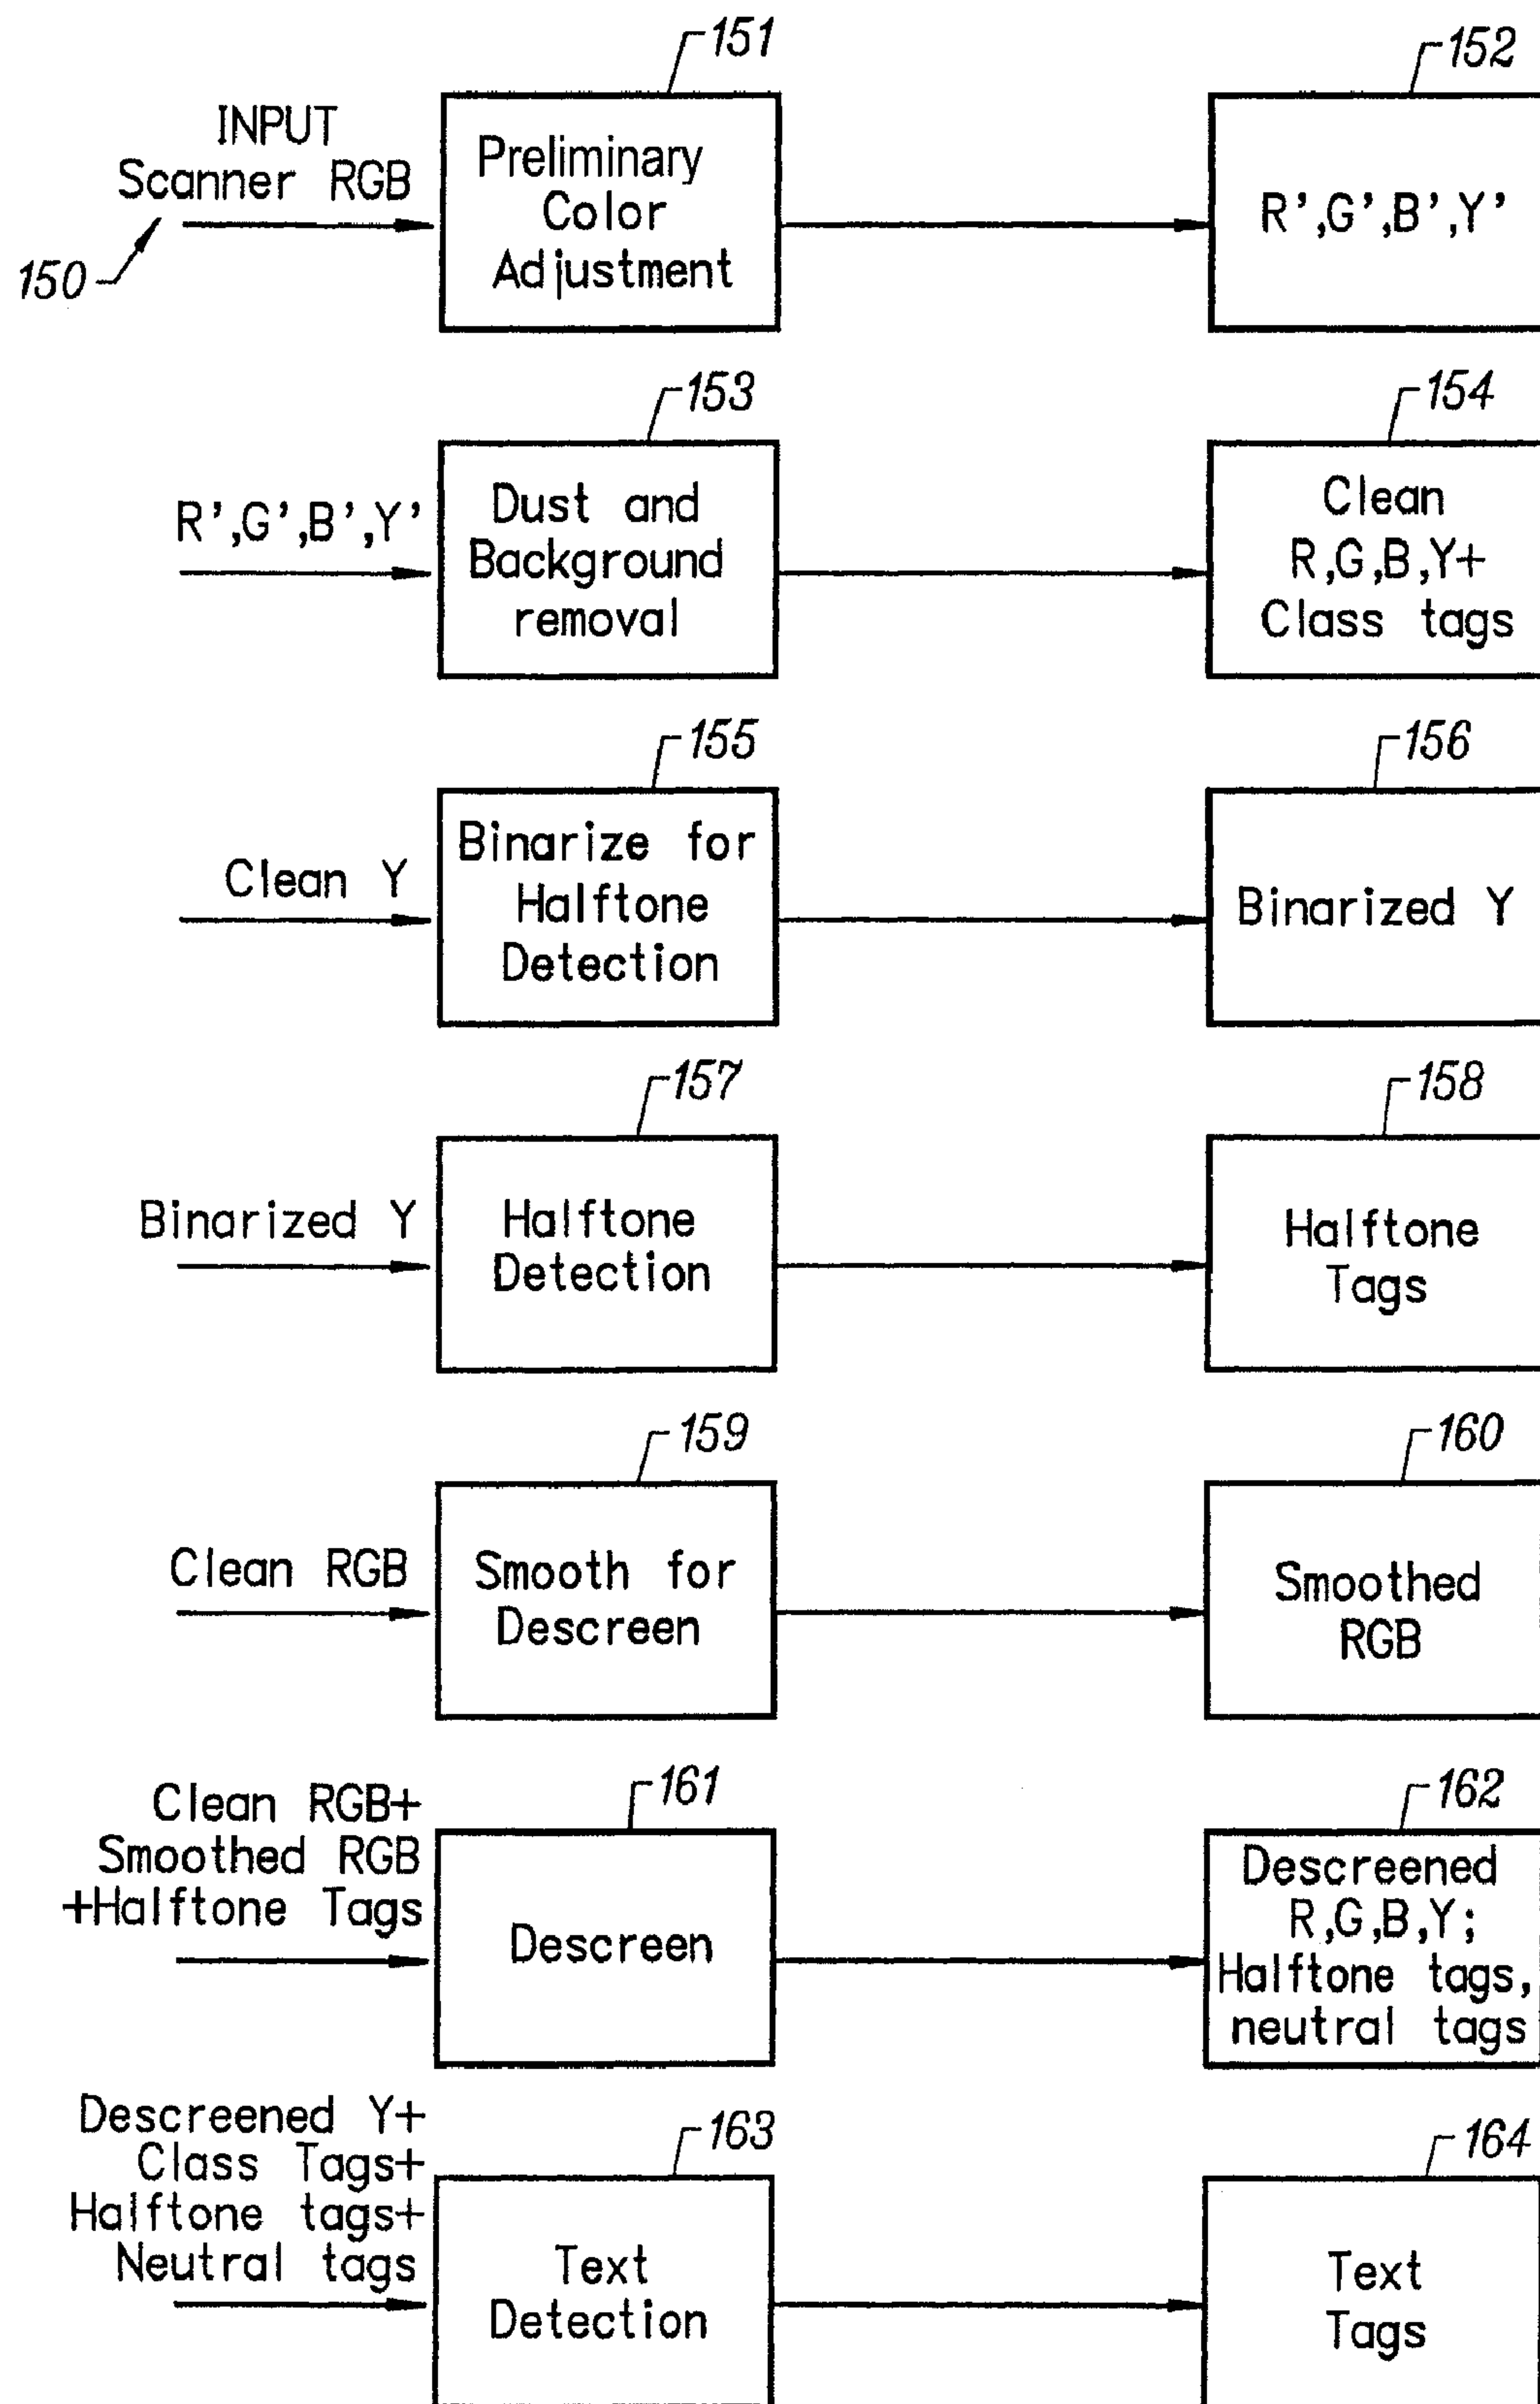 151
152
INPUT
Scanner RGB
150
Preliminary
Color
Adjustment
R',G',B',Y'
153
154
R',G',B',Y'
Dust and
Background
removal
Clean
R,G,B,Y+
Class tags
155
156
Clean Y
Binarize for
Halftone
Detection
Binarized Y
157
158
Binarized Y
Halftone
Detection
Halftone
Tags
159
160
Clean RGB
Smooth for
Descreen
Smoothed
RGB
161
162
Clean RGB+
Smoothed RGB
+Halftone Tags
Descreen
Descreened
R,G,B,Y;
Halftone tags,
neutral tags
163
164
Descreened Y+
Class Tags+
Halftone tags+
Neutral tags
Text
Detection
Text
Tags